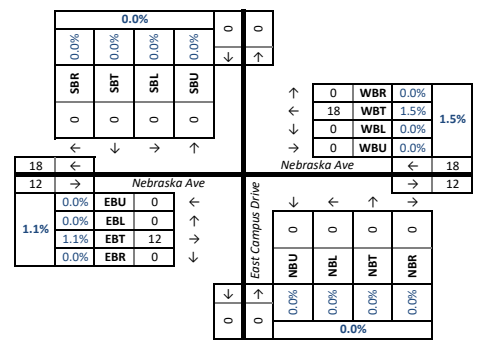 0.0%
0 0
0.0% 0.0% 0.0% 0.0%
↓ ↑
SBR SBT SBL SBU
0 0 0 0
← ↓ → ↑
↑ 0 WBR 0.0%
← 18 WBT 1.5%
↓ 0 WBL 0.0%
→ 0 WBU 0.0%
1.5%
18 ← Nebraska Ave ← 18
12 → Nebraska Ave → 12
East Campus Drive
1.1%
0.0% EBU 0 ←
0.0% EBL 0 ↑
1.1% EBT 12 →
0.0% EBR 0 ↓
↓ ← ↑ →
0 0 0 0
NBU NBL NBT NBR
0.0% 0.0% 0.0% 0.0%
↓ ↑
0 0
0.0%